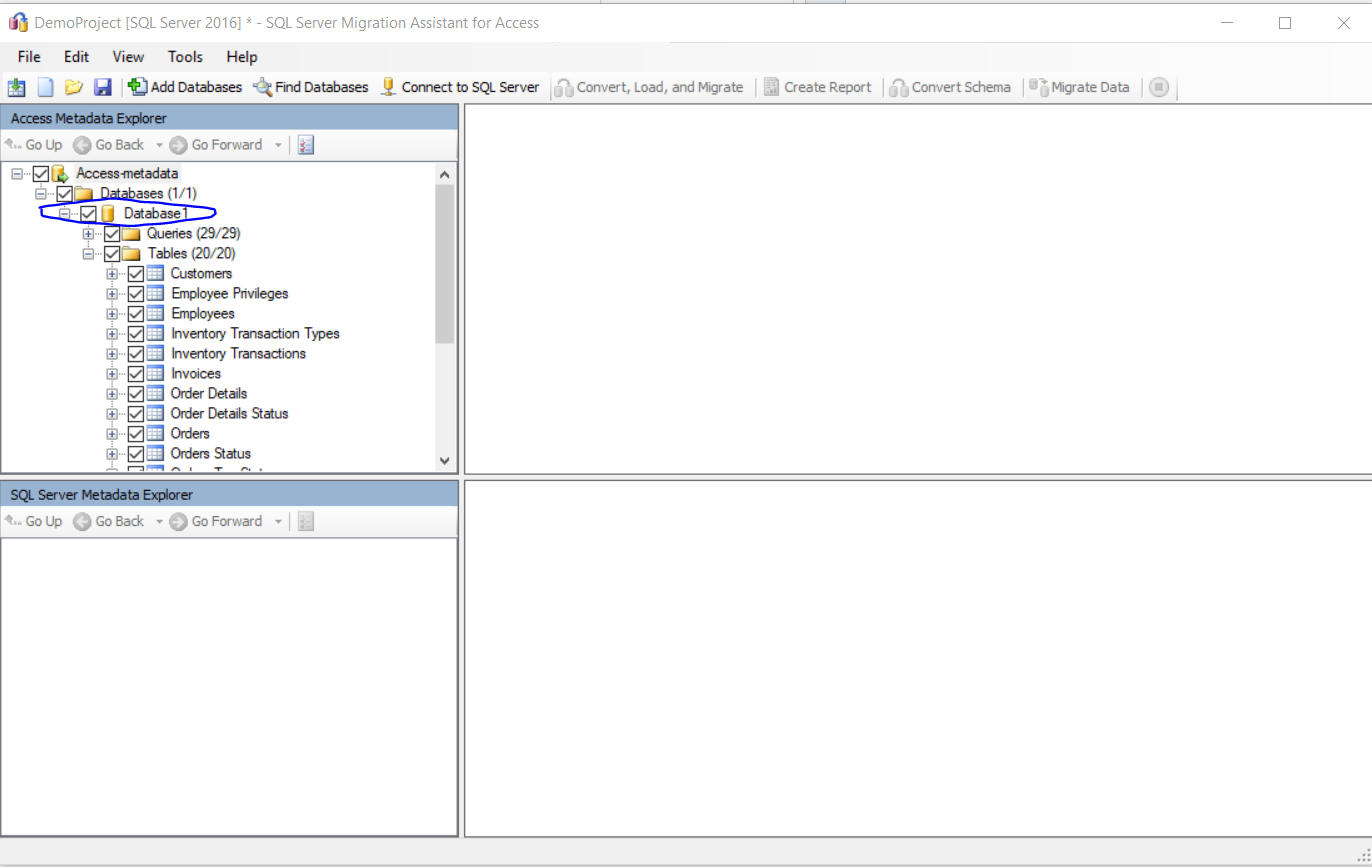 DemoProject [SQL Server 2016] * - SQL Server Migration Assistant for Access
File Edit View Tools Help
Add Databases Find Databases Connect to SQL Server Convert, Load, and Migrate Create Report Convert Schema Migrate Data
Access Metadata Explorer
Go Up Go Back Go Forward
Access-metadata
Databases (1/1)
Database1
Queries (29/29)
Tables (20/20)
Customers
Employee Privileges
Employees
Inventory Transaction Types
Inventory Transactions
Invoices
Order Details
Order Details Status
Orders
Orders Status
SQL Server Metadata Explorer
Go Up Go Back Go Forward